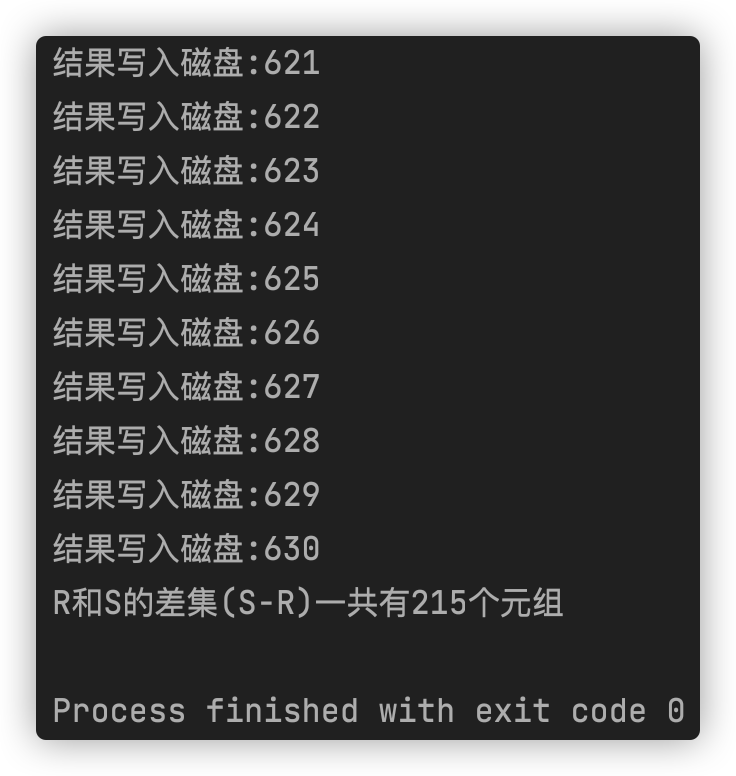 结果写入磁盘:621
结果写入磁盘:622
结果写入磁盘:623
结果写入磁盘:624
结果写入磁盘:625
结果写入磁盘:626
结果写入磁盘:627
结果写入磁盘:628
结果写入磁盘:629
结果写入磁盘:630
R和S的差集(S-R)一共有215个元组
Process finished with exit code 0